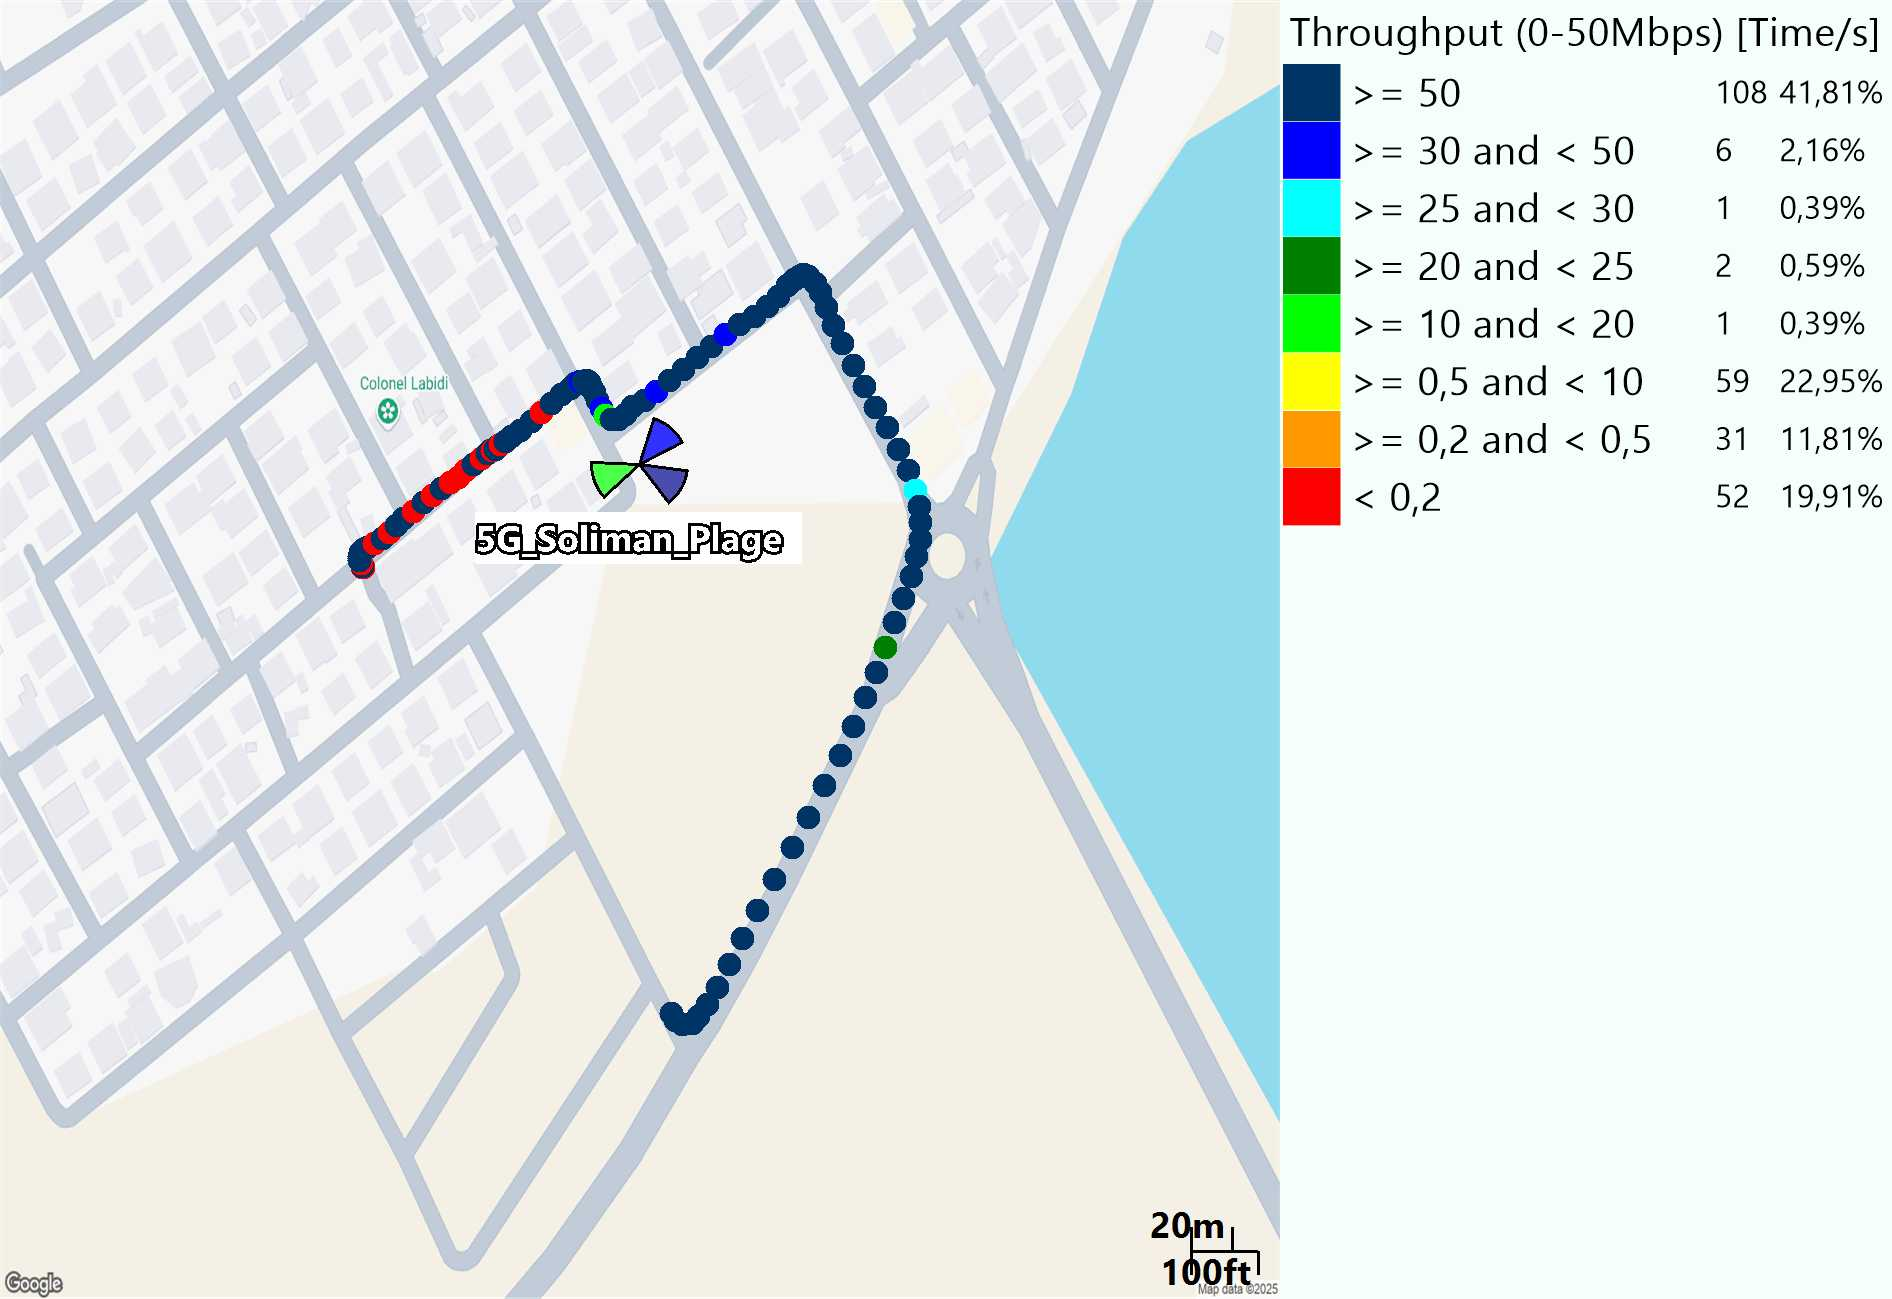 Throughput (0-50Mbps) [Time/s]
>= 50 108 41,81%
>= 30 and < 50 6 2,16%
>= 25 and < 30 1 0,39%
>= 20 and < 25 2 0,59%
>= 10 and < 20 1 0,39%
>= 0,5 and < 10 59 22,95%
>= 0,2 and < 0,5 31 11,81%
< 0,2 52 19,91%
Colonel Labidi
5G_Soliman_Plage
20m
100ft
Google
Map data ©2025